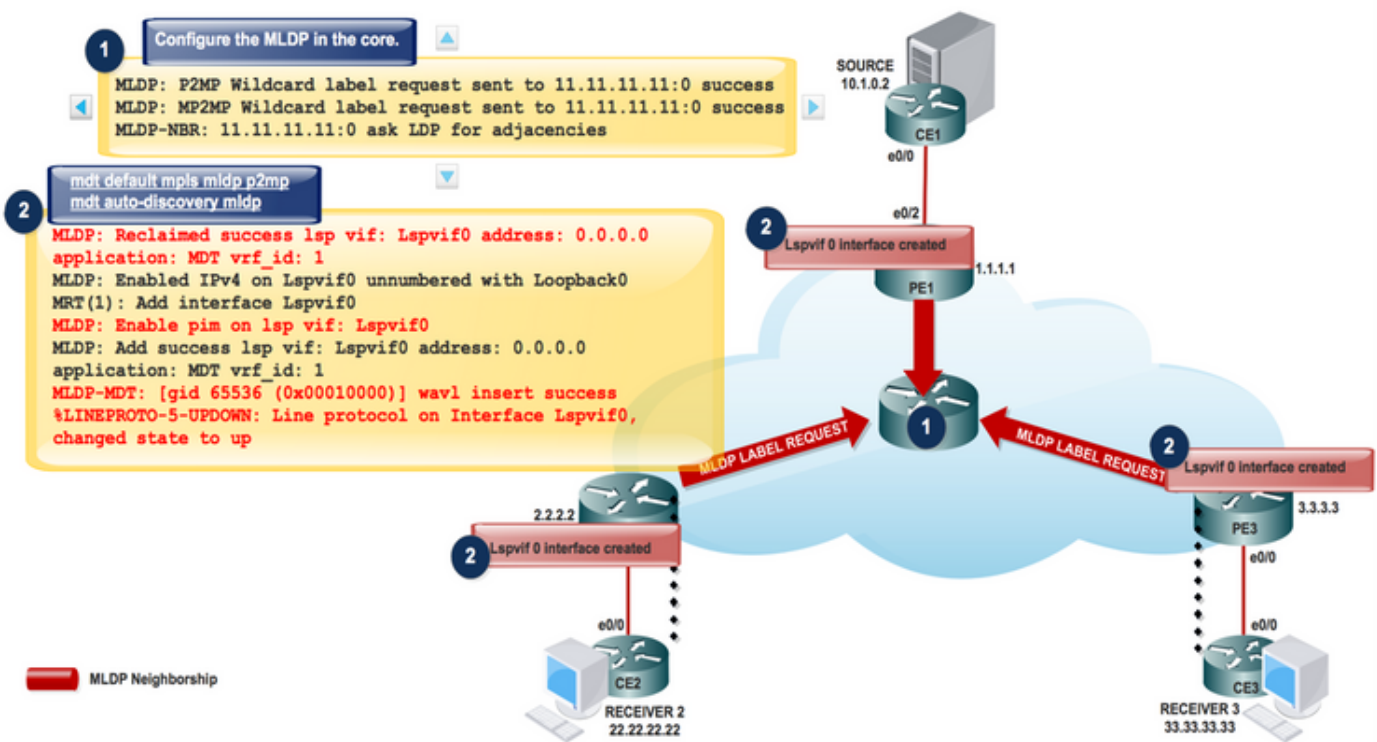 1
Configure the MLDP in the core.
MLDP: P2MP Wildcard label request sent to 11.11.11.11:0 success
MLDP: MP2MP Wildcard label request sent to 11.11.11.11:0 success
MLDP-NBR: 11.11.11.11:0 ask LDP for adjacencies
2
mdt default mpls mldp p2mp
mdt auto-discovery mldp
MLDP: Reclaimed success lsp vif: Lspvif0 address: 0.0.0.0
application: MDT vrf_id: 1
MLDP: Enabled IPv4 on Lspvif0 unnumbered with Loopback0
MRT(1): Add interface Lspvif0
MLDP: Enable pim on lsp vif: Lspvif0
MLDP: Add success lsp vif: Lspvif0 address: 0.0.0.0
application: MDT vrf_id: 1
MLDP-MDT: [gid 65536 (0x00010000)] wavl insert success
%LINEPROTO-5-UPDOWN: Line protocol on Interface Lspvif0,
changed state to up
SOURCE
10.1.0.2
CE1
e0/0
e0/2
2
Lspvif 0 interface created
1.1.1.1
PE1
1
MLDP LABEL REQUEST
MLDP LABEL REQUEST
2
Lspvif 0 interface created
3.3.3.3
PE3
e0/0
2.2.2.2
2
Lspvif 0 interface created
e0/0
CE2
RECEIVER 2
22.22.22.22
e0/0
CE3
RECEIVER 3
33.33.33.33
MLDP Neighborship